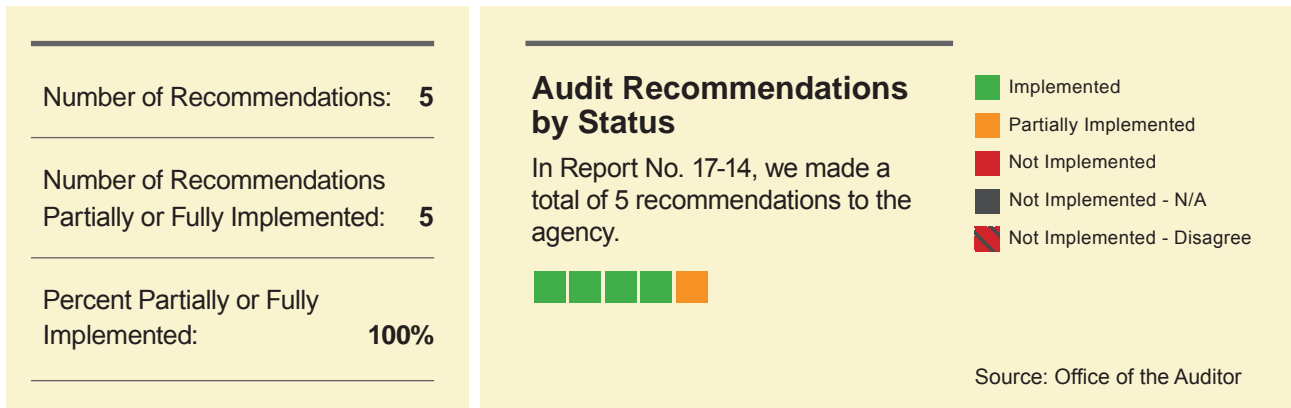 Number of Recommendations: 5
Number of Recommendations
Partially or Fully Implemented: 5
Percent Partially or Fully
Implemented: 100%
Audit Recommendations
by Status
In Report No. 17-14, we made a
total of 5 recommendations to the
agency.
Implemented
Partially Implemented
Not Implemented
Not Implemented - N/A
Not Implemented - Disagree
Source: Office of the Auditor